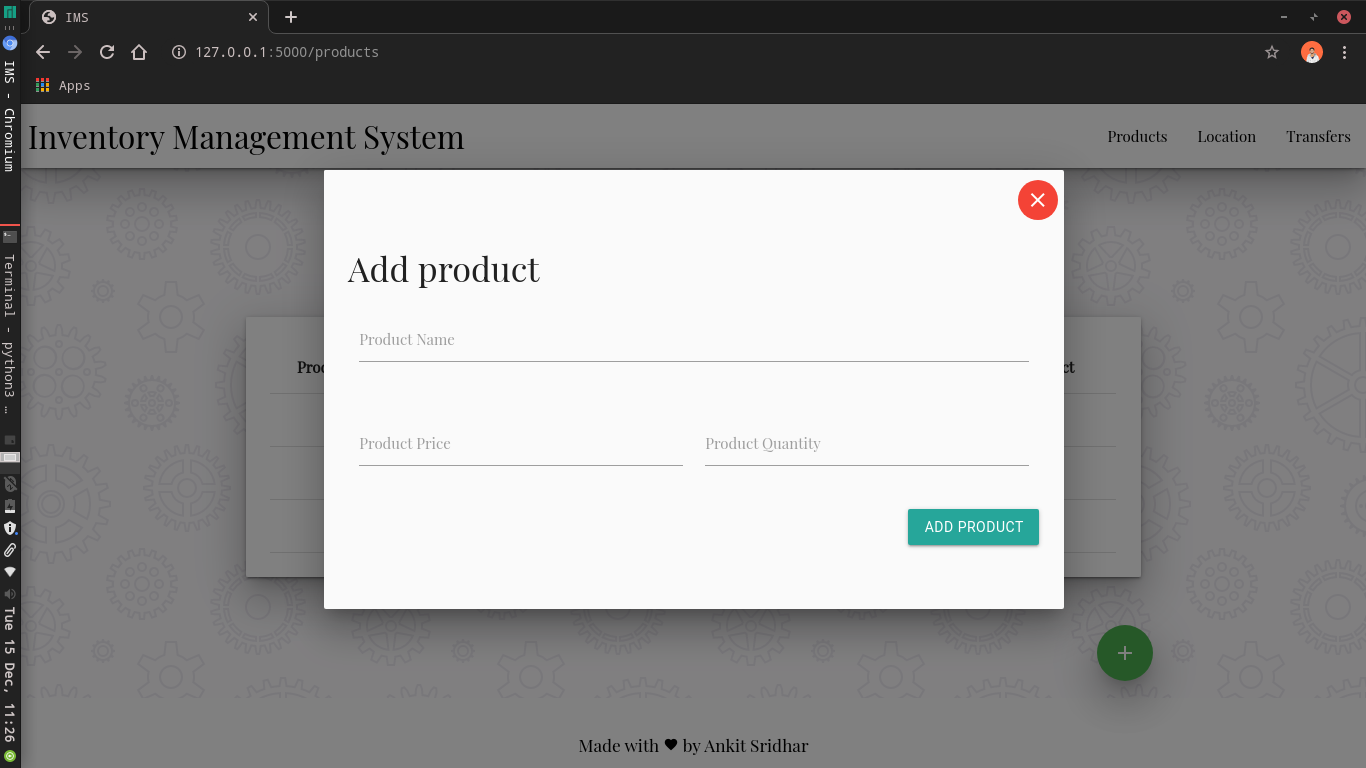 IMS
127.0.0.1:5000/products
Apps
IMS - Chromium
Terminal - python3 …
Tue 15 Dec, 11:26
Inventory Management System
Products
Location
Transfers
Add product
Product Name
Product Price
Product Quantity
ADD PRODUCT
Made with ♥ by Ankit Sridhar